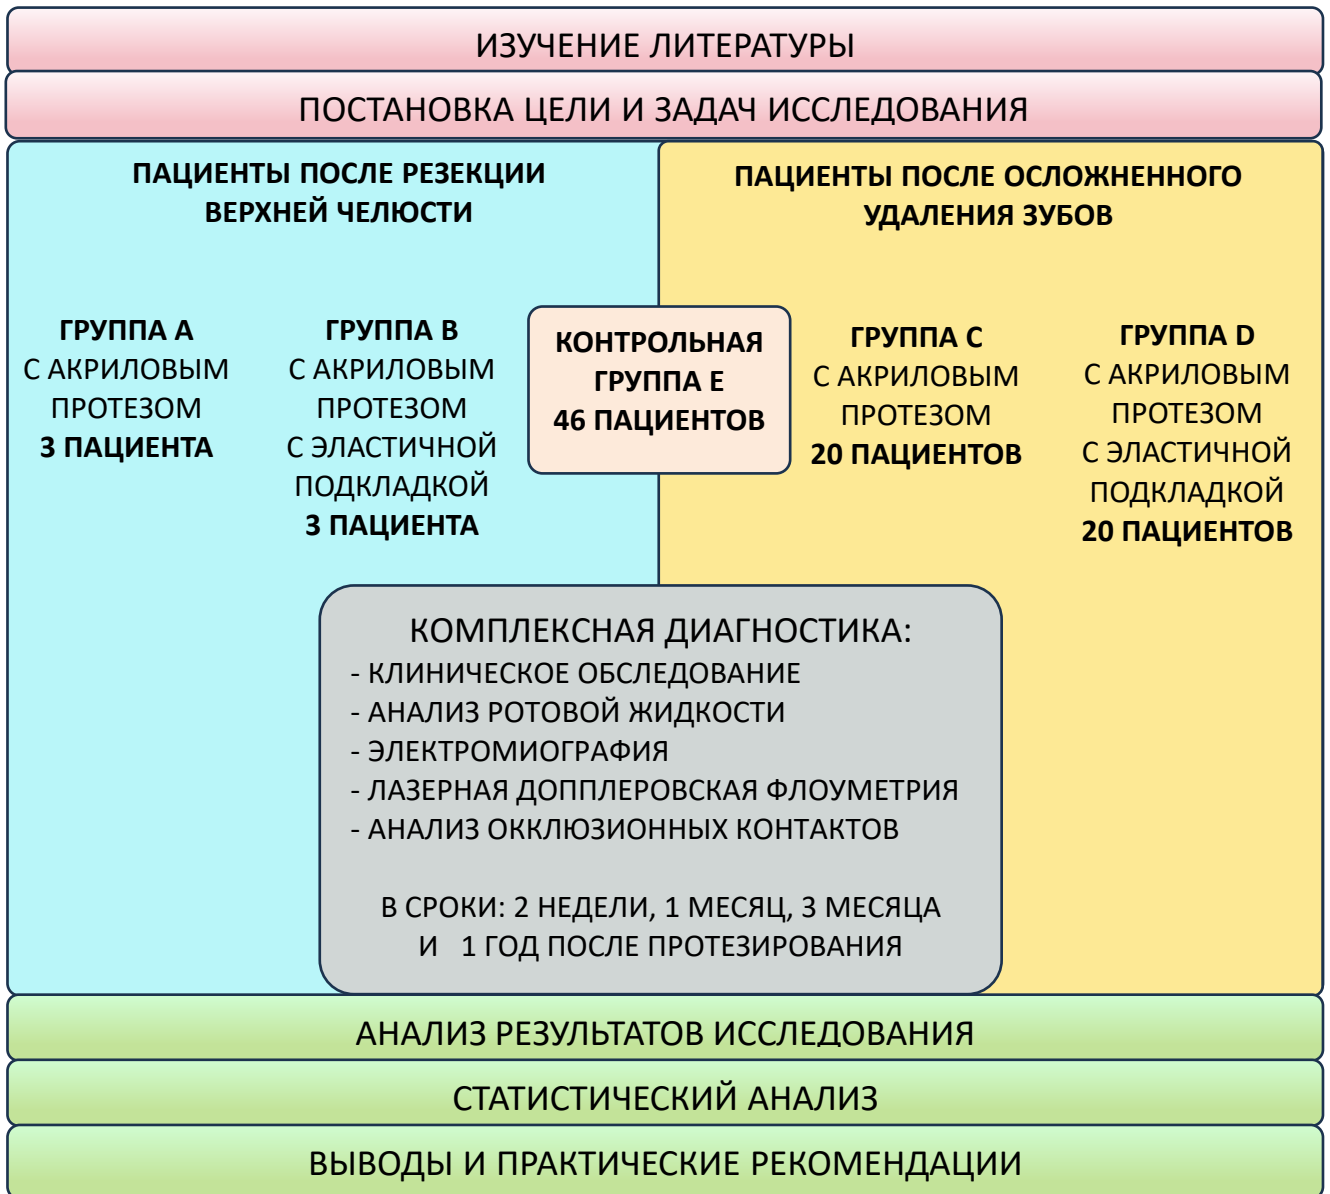 ИЗУЧЕНИЕ ЛИТЕРАТУРЫ
ПОСТАНОВКА ЦЕЛИ И ЗАДАЧ ИССЛЕДОВАНИЯ
ПАЦИЕНТЫ ПОСЛЕ РЕЗЕКЦИИ
ВЕРХНЕЙ ЧЕЛЮСТИ
ПАЦИЕНТЫ ПОСЛЕ ОСЛОЖНЕННОГО
УДАЛЕНИЯ ЗУБОВ
ГРУППА A
С АКРИЛОВЫМ
ПРОТЕЗОМ
3 ПАЦИЕНТА
ГРУППА B
С АКРИЛОВЫМ
ПРОТЕЗОМ
С ЭЛАСТИЧНОЙ
ПОДКЛАДКОЙ
3 ПАЦИЕНТА
КОНТРОЛЬНАЯ
ГРУППА E
46 ПАЦИЕНТОВ
ГРУППА C
С АКРИЛОВЫМ
ПРОТЕЗОМ
20 ПАЦИЕНТОВ
ГРУППА D
С АКРИЛОВЫМ
ПРОТЕЗОМ
С ЭЛАСТИЧНОЙ
ПОДКЛАДКОЙ
20 ПАЦИЕНТОВ
КОМПЛЕКСНАЯ ДИАГНОСТИКА:
- КЛИНИЧЕСКОЕ ОБСЛЕДОВАНИЕ
- АНАЛИЗ РОТОВОЙ ЖИДКОСТИ
- ЭЛЕКТРОМИОГРАФИЯ
- ЛАЗЕРНАЯ ДОППЛЕРОВСКАЯ ФЛОУМЕТРИЯ
- АНАЛИЗ ОККЛЮЗИОННЫХ КОНТАКТОВ
В СРОКИ: 2 НЕДЕЛИ, 1 МЕСЯЦ, 3 МЕСЯЦА
И 1 ГОД ПОСЛЕ ПРОТЕЗИРОВАНИЯ
АНАЛИЗ РЕЗУЛЬТАТОВ ИССЛЕДОВАНИЯ
СТАТИСТИЧЕСКИЙ АНАЛИЗ
ВЫВОДЫ И ПРАКТИЧЕСКИЕ РЕКОМЕНДАЦИИ